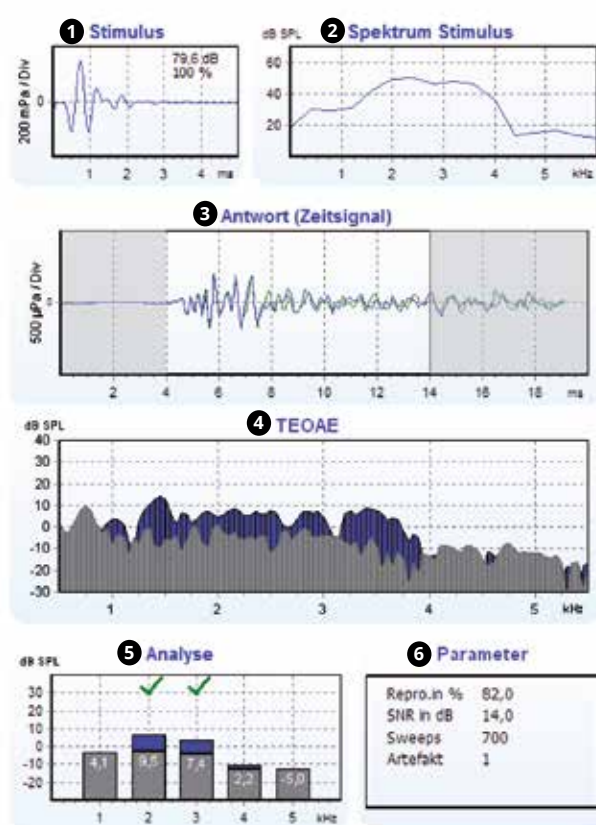 1 Stimulus
79,6 dB
100 %
200 mPa / Div
0
1 2 3 4 ms
2 Spektrum Stimulus
dB SPL
60
40
20
1 2 3 4 5 kHz
3 Antwort (Zeitsignal)
500 µPa / Div
0
2 4 6 8 10 12 14 16 18 ms
4 TEOAE
dB SPL
40
30
20
10
0
-10
-20
-30
1 2 3 4 5 kHz
5 Analyse
dB SPL
30
20
10
0
-10
-20
4,1 9,5 7,4 2,2 -5,0
1 2 3 4 5 kHz
6 Parameter
Repro.in % 82,0
SNR in dB 14,0
Sweeps 700
Artefakt 1